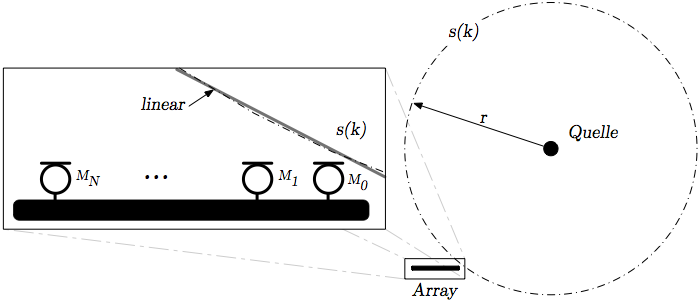 s(k)
r
Quelle
linear
s(k)
M_N
...
M_1
M_0
Array